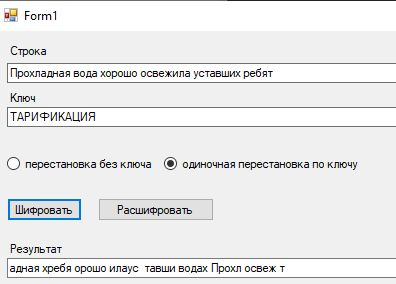 Form1
Строка
Прохладная вода хорошо освежила уставших ребят
Ключ
ТАРИФИКАЦИЯ
перестановка без ключа одиночная перестановка по ключу
Шифровать Расшифровать
Результат
адная хребя орошо илаус  тавши водах Прохл освеж т